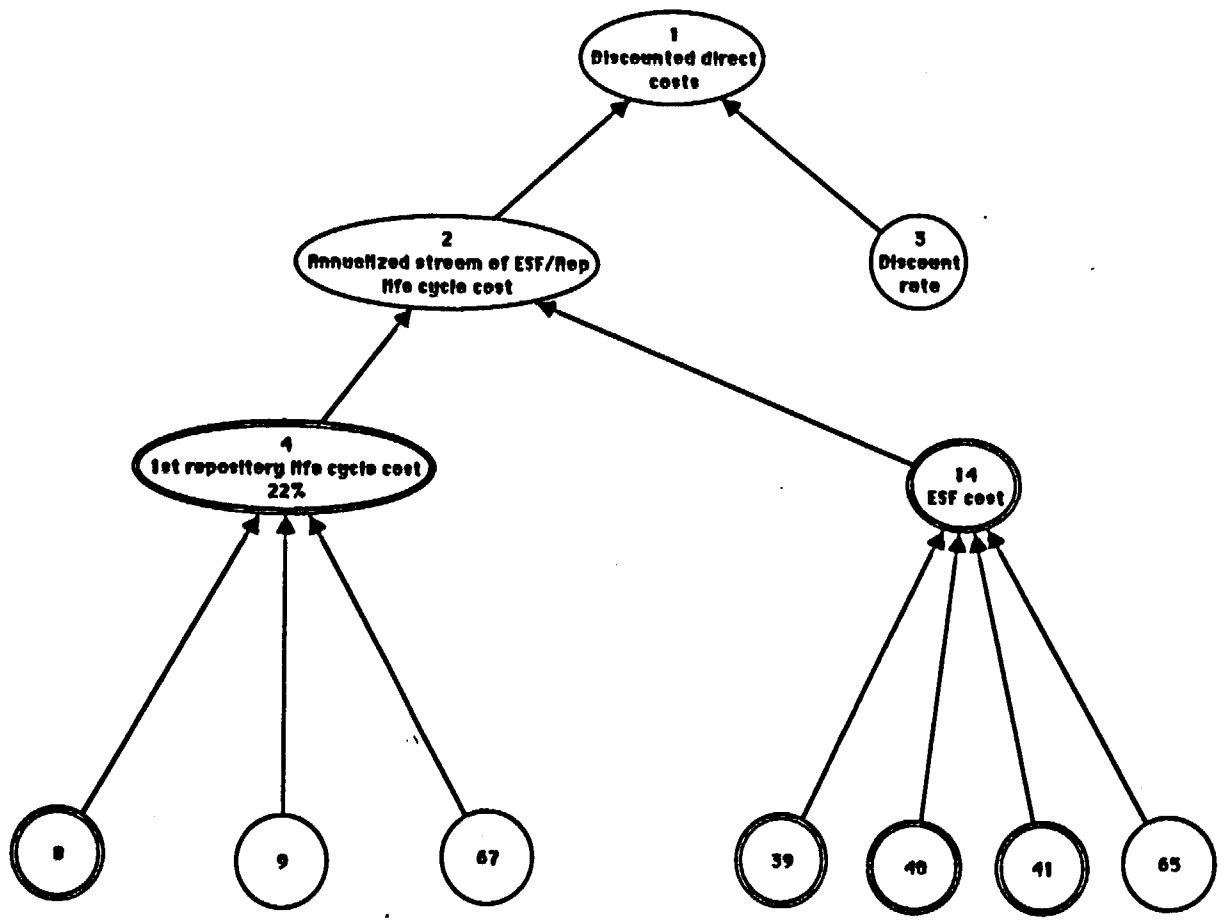 1
Discounted direct
costs
2
Annualized stream of ESF/Rep
life cycle cost
3
Discount
rate
4
1st repository life cycle cost
22%
14
ESF cost
8
9
67
39
40
41
65